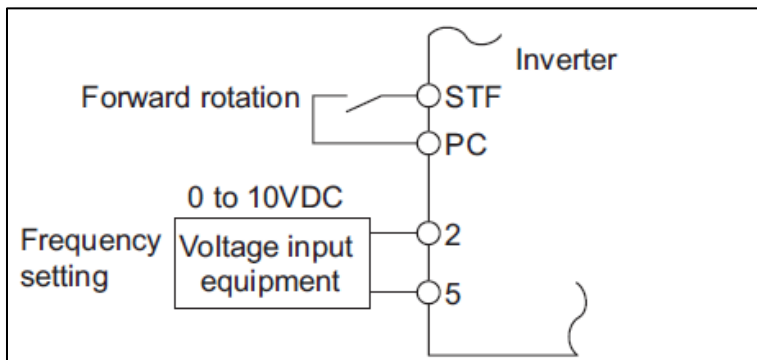 Inverter
Forward rotation
STF
PC
0 to 10VDC
Frequency
setting
Voltage input
equipment
2
5